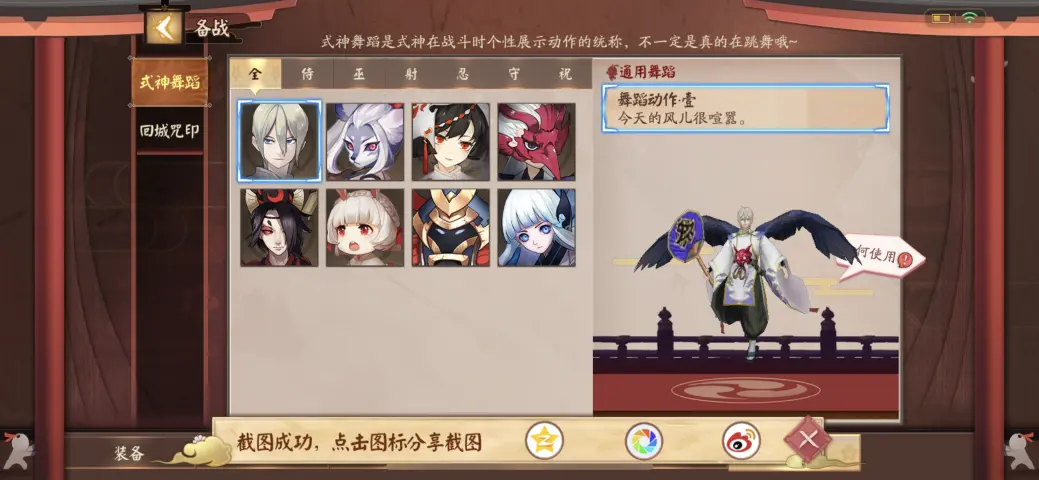 备战
式神舞蹈是式神在战斗时个性展示动作的统称，不一定是真的在跳舞哦~
式神舞蹈
回城咒印
全 侍 巫 射 忍 守 祝
通用舞蹈
舞蹈动作·壹
今天的风儿很喧嚣。
何使用
截图成功，点击图标分享截图
装备